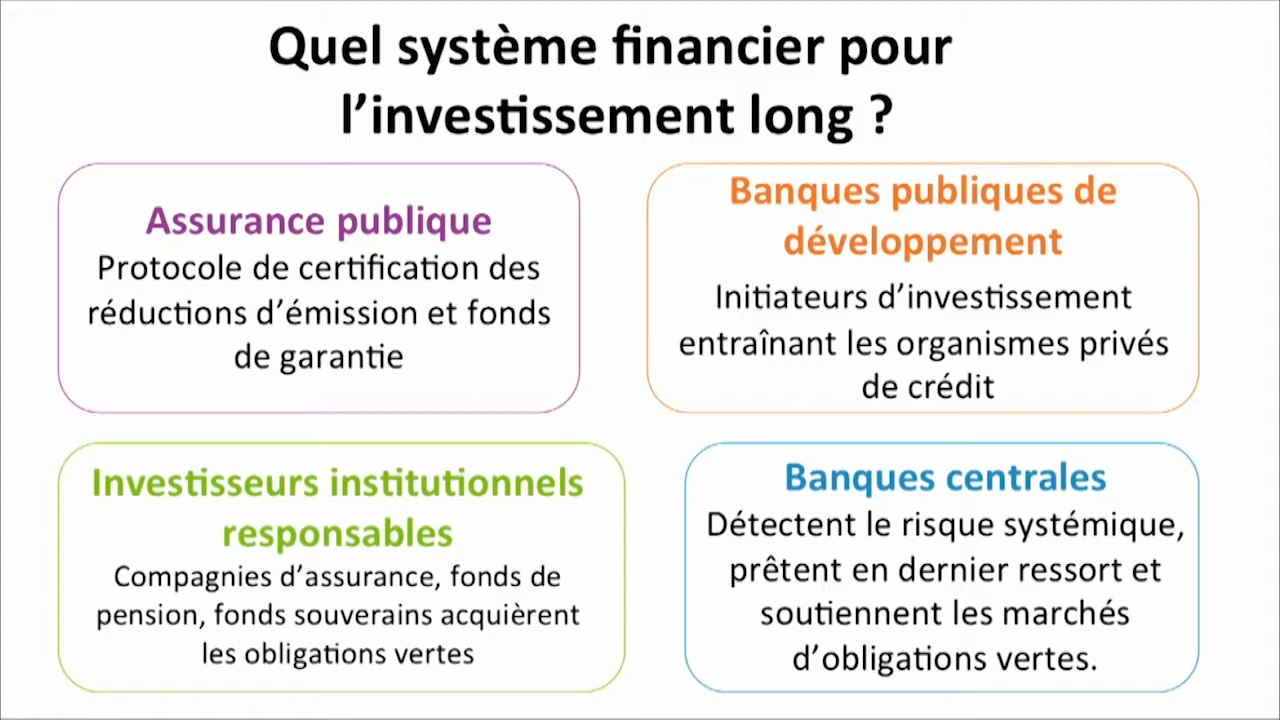 Quel système financier pour
l’investissement long ?
Assurance publique
Protocole de certification des
réductions d’émission et fonds
de garantie
Banques publiques de
développement
Initiateurs d’investissement
entraînant les organismes privés
de crédit
Investisseurs institutionnels
responsables
Compagnies d’assurance, fonds de
pension, fonds souverains acquièrent
les obligations vertes
Banques centrales
Détectent le risque systémique,
prêtent en dernier ressort et
soutiennent les marchés
d’obligations vertes.